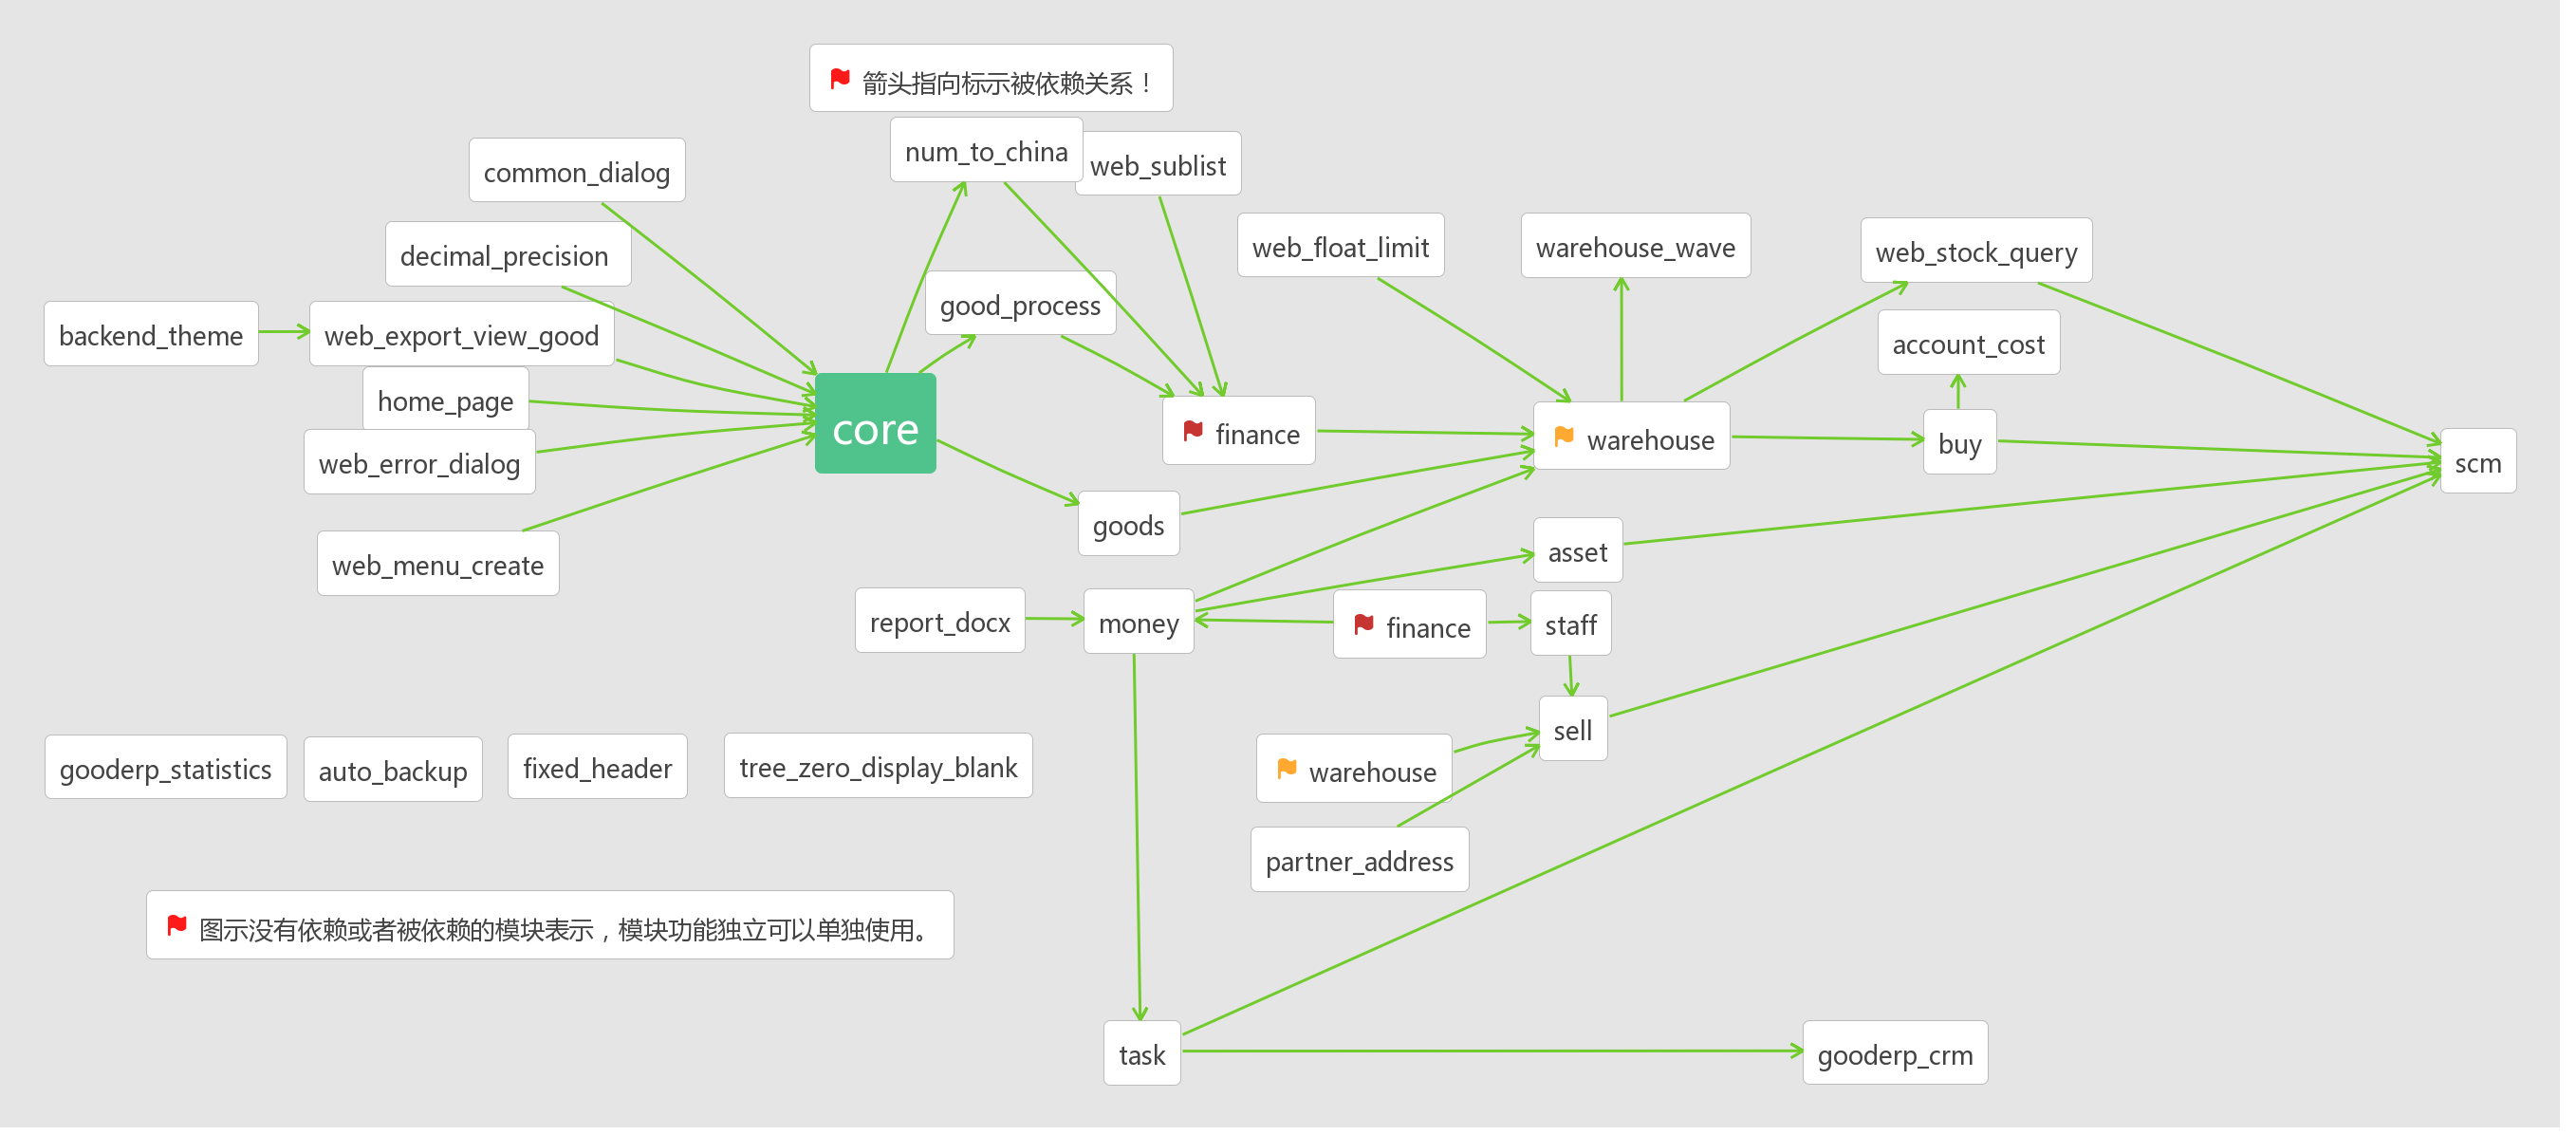 箭头指向标示被依赖关系！
num_to_china
web_sublist
common_dialog
decimal_precision
web_float_limit
warehouse_wave
web_stock_query
good_process
backend_theme
web_export_view_good
account_cost
home_page
core
finance
warehouse
buy
web_error_dialog
scm
goods
web_menu_create
asset
report_docx
money
finance
staff
sell
gooderp_statistics
auto_backup
fixed_header
tree_zero_display_blank
warehouse
partner_address
图示没有依赖或者被依赖的模块表示，模块功能独立可以单独使用。
task
gooderp_crm